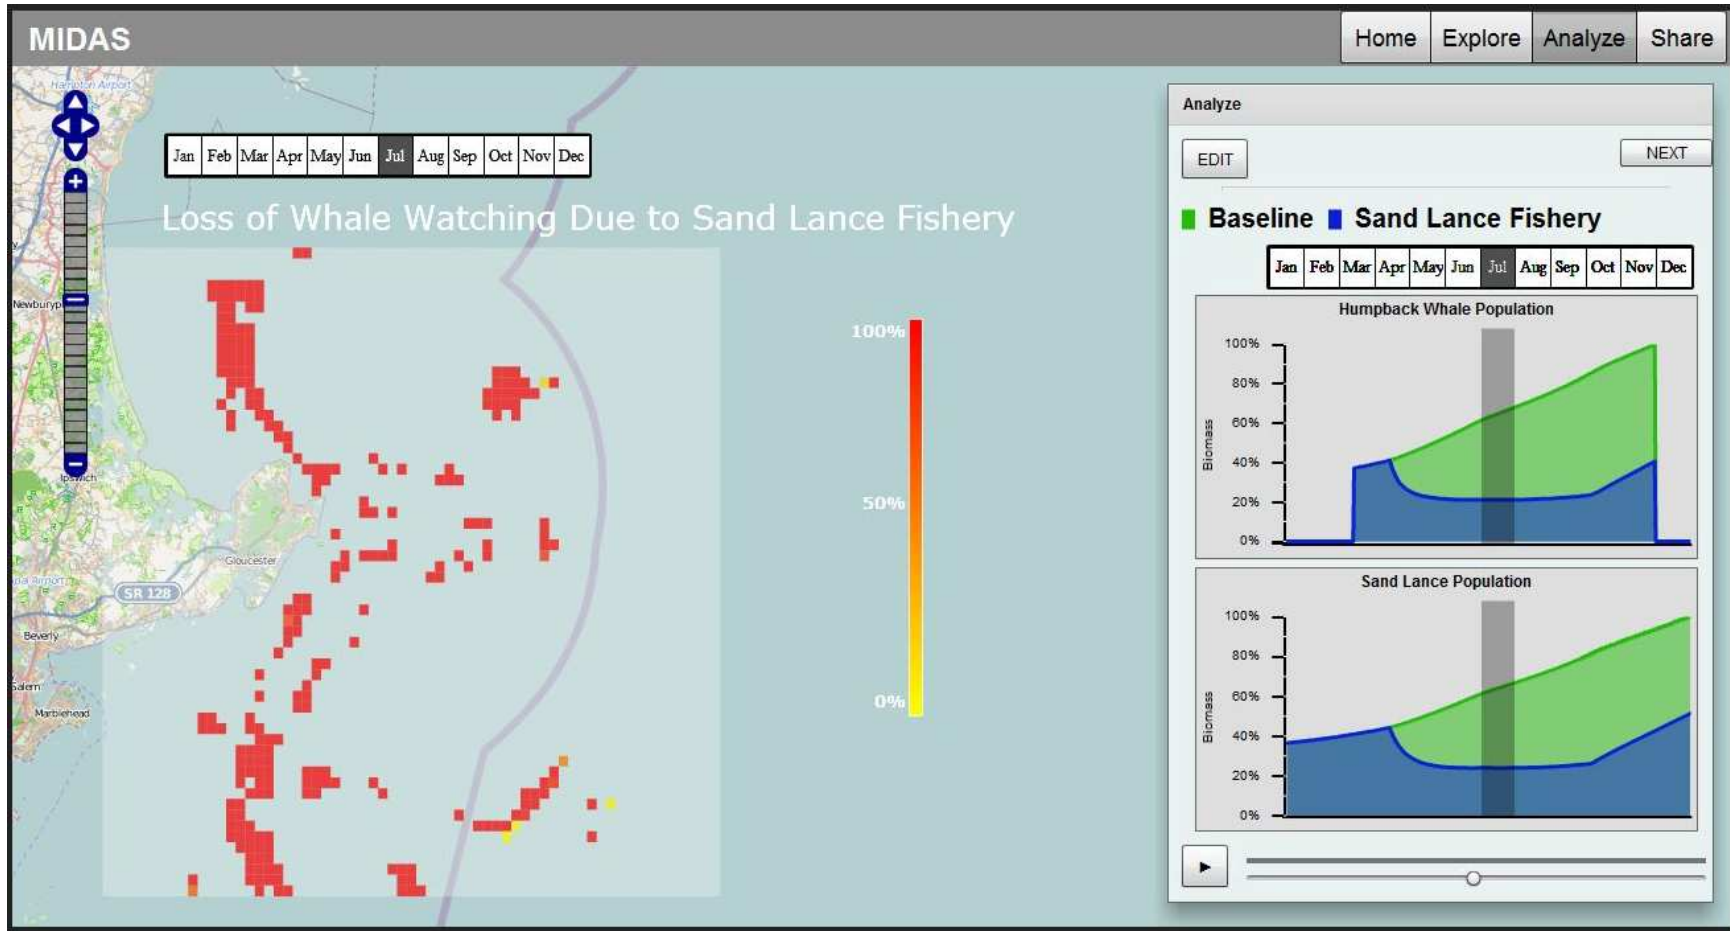 MIDAS
Home Explore Analyze Share
Hampton Airport
Jan Feb Mar Apr May Jun Jul Aug Sep Oct Nov Dec
Loss of Whale Watching Due to Sand Lance Fishery
Newburyp
Ipswich
Gloucester
SR 128
Beverly
Salem
Marblehead
100%
50%
0%
Analyze
EDIT NEXT
Baseline Sand Lance Fishery
Jan Feb Mar Apr May Jun Jul Aug Sep Oct Nov Dec
Humpback Whale Population
100%
80%
60%
40%
20%
0%
Biomass
Sand Lance Population
100%
80%
60%
40%
20%
0%
Biomass